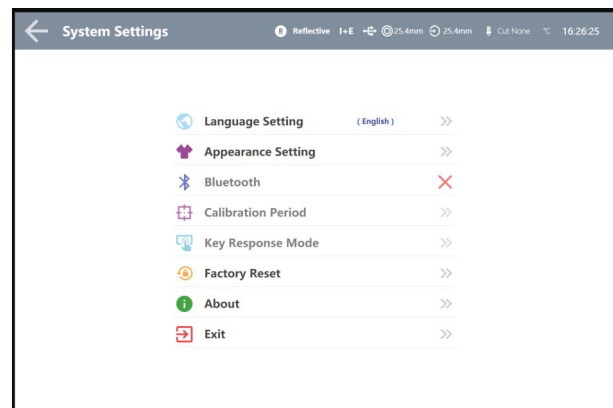 System Settings
R Reflective I+E 25.4mm 25.4mm Cut None °C 16:26:25
Language Setting (English)
Appearance Setting
Bluetooth
Calibration Period
Key Response Mode
Factory Reset
About
Exit